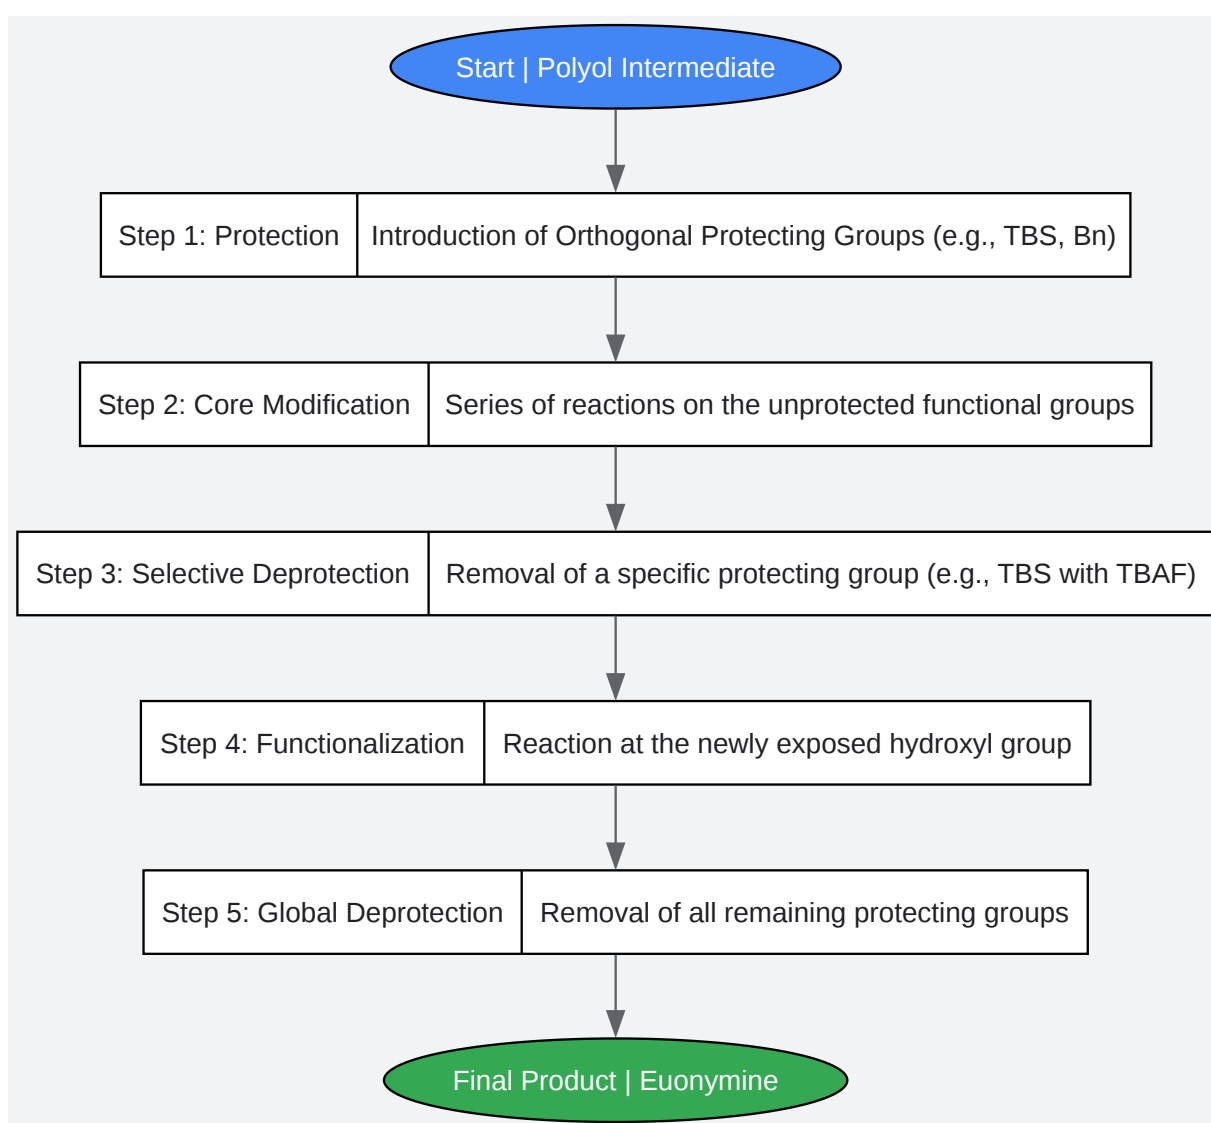 Start | Polyol Intermediate
Step 1: Protection
Introduction of Orthogonal Protecting Groups (e.g., TBS, Bn)
Step 2: Core Modification
Series of reactions on the unprotected functional groups
Step 3: Selective Deprotection
Removal of a specific protecting group (e.g., TBS with TBAF)
Step 4: Functionalization
Reaction at the newly exposed hydroxyl group
Step 5: Global Deprotection
Removal of all remaining protecting groups
Final Product | Euonymine